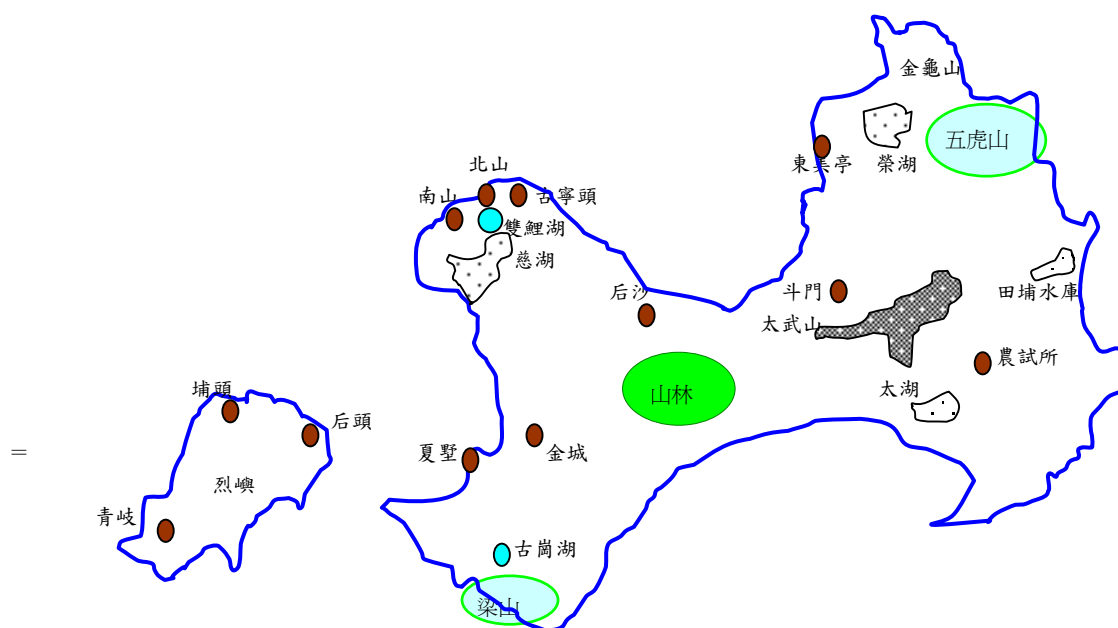 金龜山
五虎山
東美亭
榮湖
北山
南山
古寧頭
雙鯉湖
慈湖
后沙
斗門
田埔水庫
太武山
農試所
山林
太湖
埔頭
后頭
夏墅
金城
=
烈嶼
青岐
古崗湖
梁山